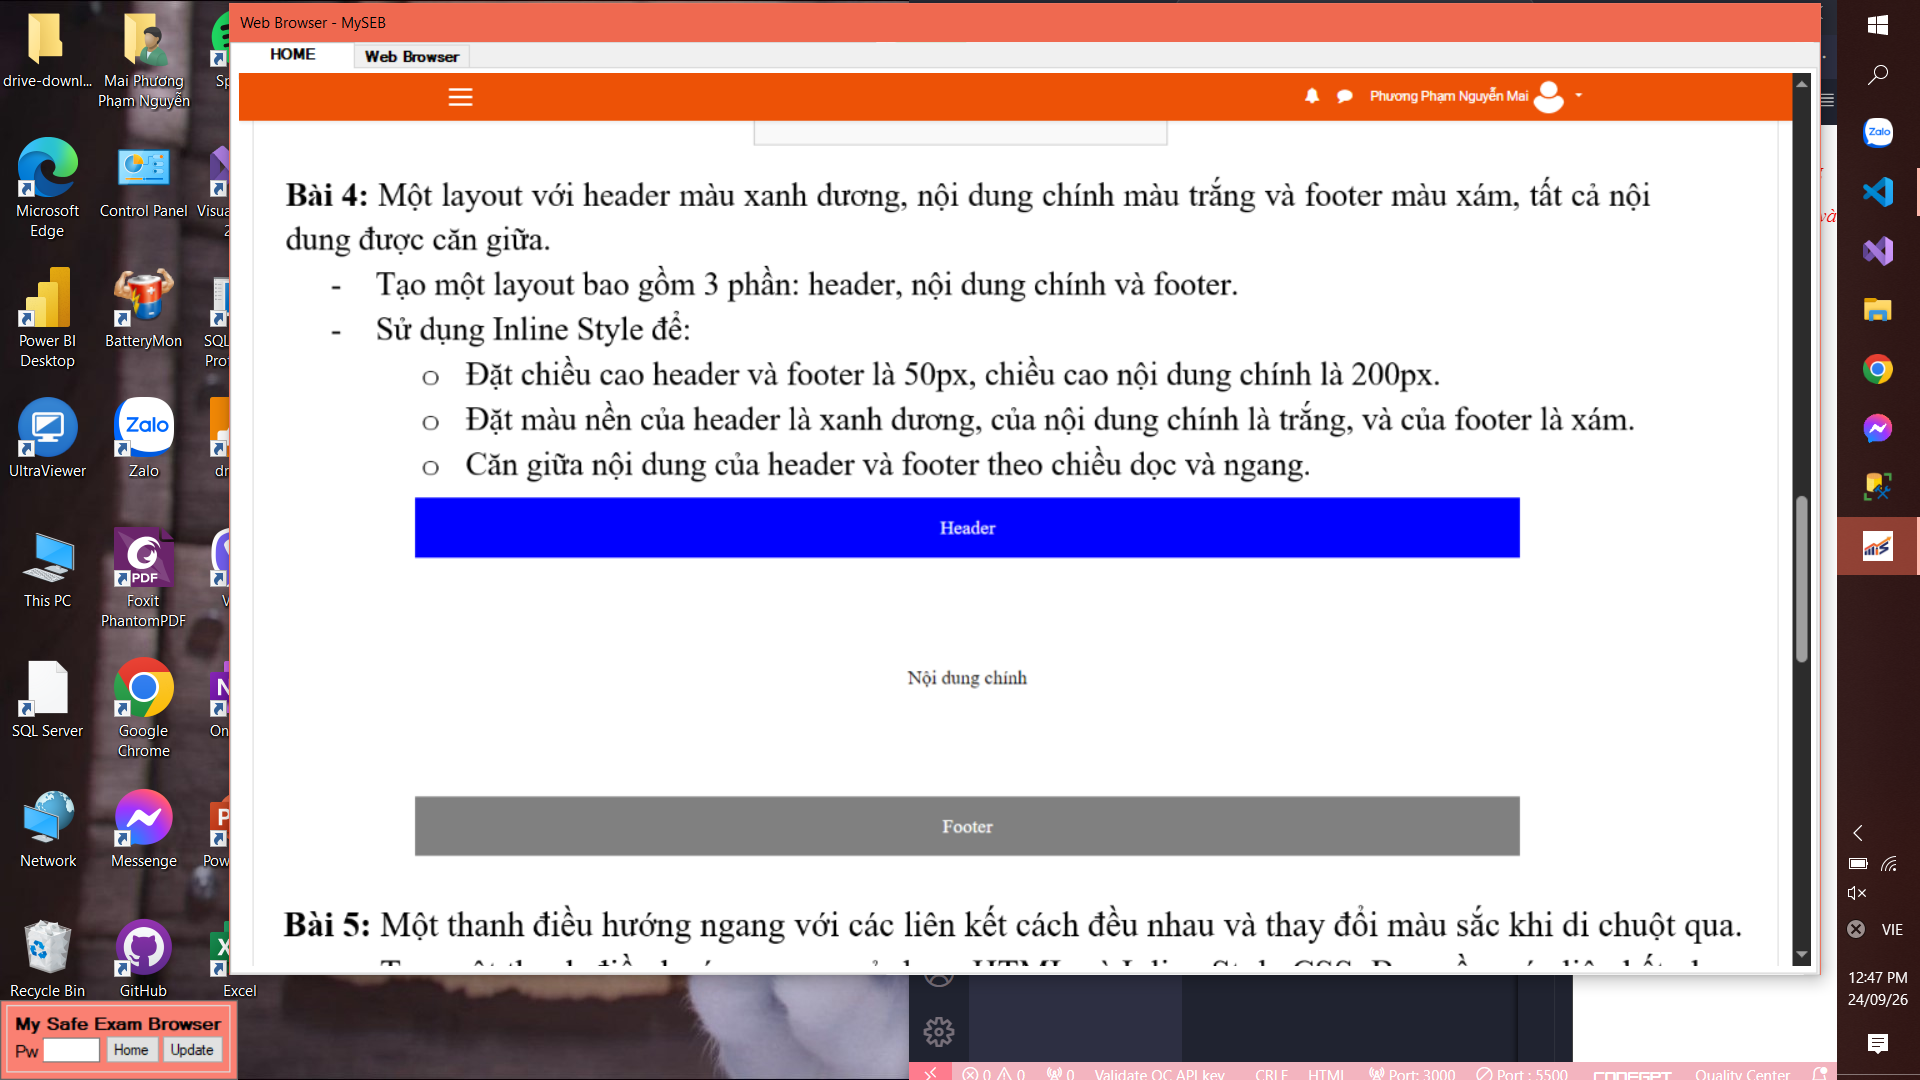 Web Browser - MySEB
HOME
Web Browser
Phương Phạm Nguyễn Mai
Bài 4: Một layout với header màu xanh dương, nội dung chính màu trắng và footer màu xám, tất cả nội
dung được căn giữa.
- Tạo một layout bao gồm 3 phần: header, nội dung chính và footer.
- Sử dụng Inline Style để:
o Đặt chiều cao header và footer là 50px, chiều cao nội dung chính là 200px.
o Đặt màu nền của header là xanh dương, của nội dung chính là trắng, và của footer là xám.
o Căn giữa nội dung của header và footer theo chiều dọc và ngang.
Header
Nội dung chính
Footer
Bài 5: Một thanh điều hướng ngang với các liên kết cách đều nhau và thay đổi màu sắc khi di chuột qua.
drive-downl...
Mai Phương
Phạm Nguyễn
Microsoft
Edge
Control Panel
Power BI
Desktop
BatteryMon
UltraViewer
Zalo
Zalo
This PC
PDF
Foxit
PhantomPDF
SQL Server
Google
Chrome
Network
Messenge
Recycle Bin
GitHub
Excel
My Safe Exam Browser
Pw
Home
Update
Zalo
và
VIE
12:47 PM
24/09/26
0 0
0
Validate QC API key
CRLF
HTML
Port: 3000
Port : 5500
CODEGPT
Quality Center